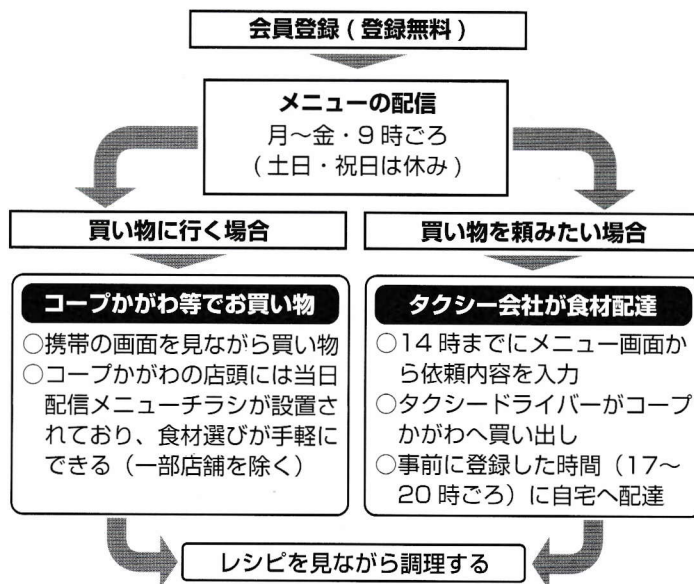 会員登録 ( 登録無料 )
メニューの配信
月～金・9 時ごろ
( 土日・祝日は休み )
買い物に行く場合
コープかがわ等でお買い物
○携帯の画面を見ながら買い物
○コープかがわの店頭には当日
配信メニューチラシが設置さ
れており、食材選びが手軽に
できる（一部店舗を除く）
買い物を頼みたい場合
タクシー会社が食材配達
○14 時までにメニュー画面か
ら依頼内容を入力
○タクシードライバーがコープ
かがわへ買い出し
○事前に登録した時間（17～
20 時ごろ）に自宅へ配達
レシピを見ながら調理する